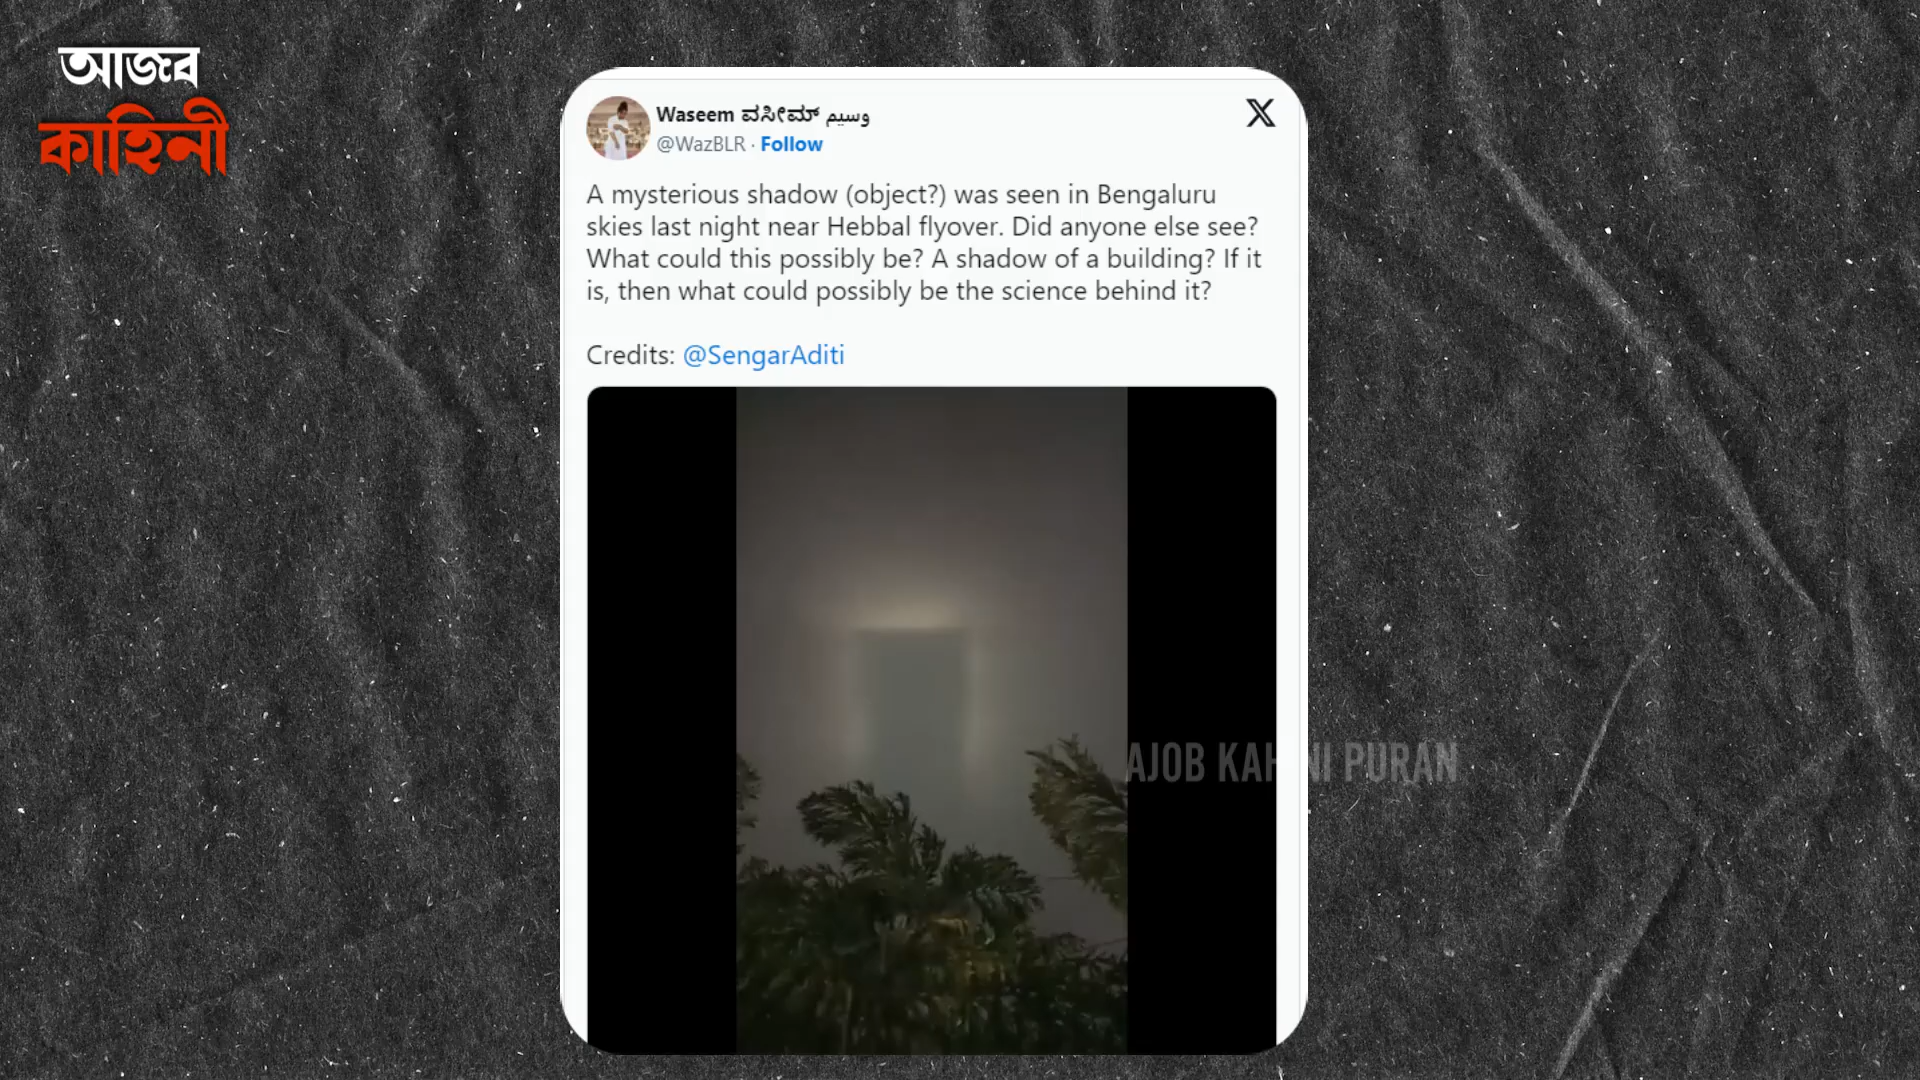 আজব
কাহিনী
Waseem ವಸೀಮ್ وسيم
@WazBLR · Follow
A mysterious shadow (object?) was seen in Bengaluru
skies last night near Hebbal flyover. Did anyone else see?
What could this possibly be? A shadow of a building? If it
is, then what could possibly be the science behind it?
Credits: @SengarAditi
AJOB KAHINI PURAN